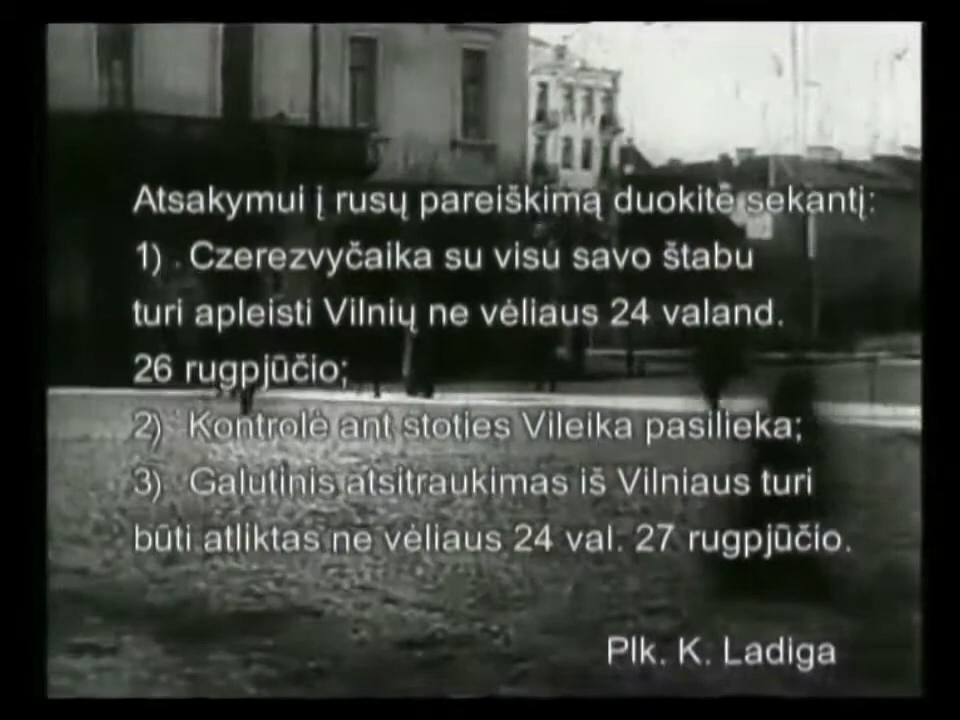 Atsakymui į rusų pareiškimą duokitė sekantį:
1) Czerezvyčaika su visu savo štabu
turi apleisti Vilnių ne vėliaus 24 valand.
26 rugpjūčio;
2) Kontrolė ant stoties Vileika pasilieka;
3) Galutinis atsitraukimas iš Vilniaus turi
būti atliktas ne vėliaus 24 val. 27 rugpjūčio.
Plk. K. Ladiga